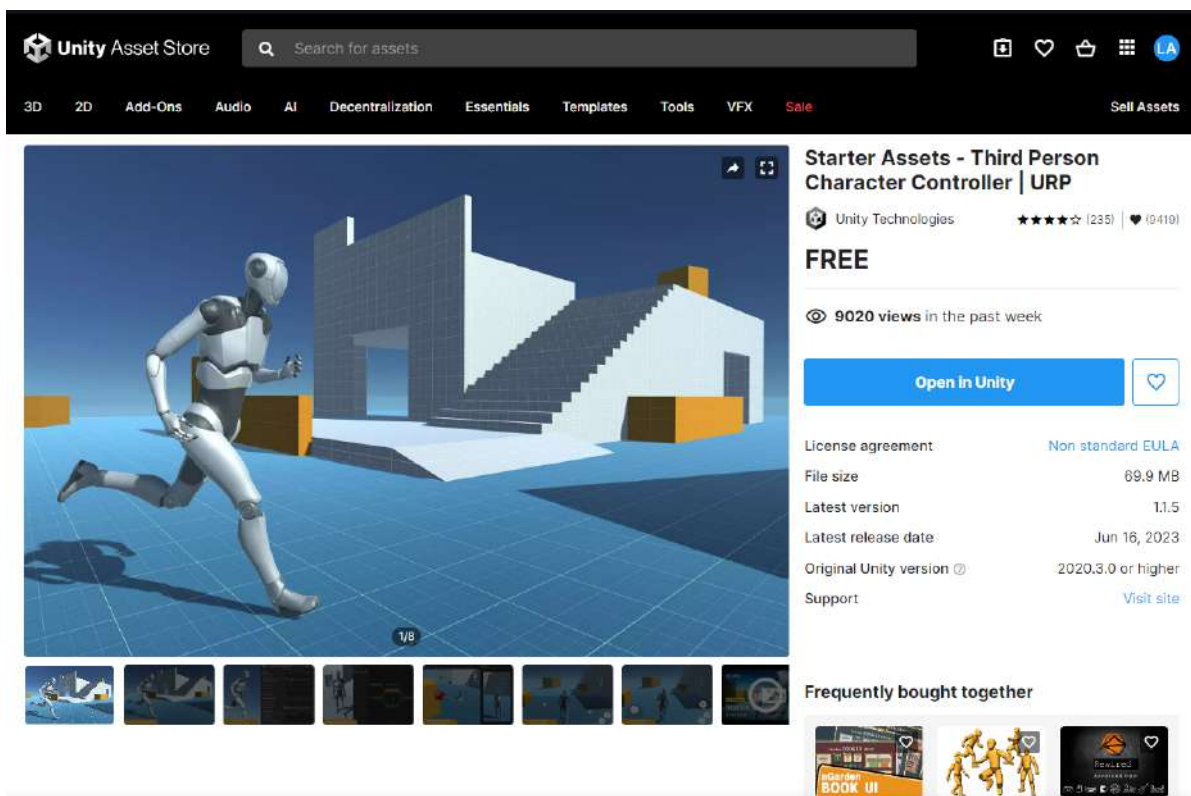 Unity Asset Store
Search for assets
LA
3D 2D Add-Ons Audio AI Decentralization Essentials Templates Tools VFX Sale Sell Assets
Starter Assets - Third Person
Character Controller | URP
Unity Technologies ★★★★☆ (235) | ♥ (9419)
FREE
9020 views in the past week
Open in Unity
License agreement Non standard EULA
File size 69.9 MB
Latest version 1.1.5
Latest release date Jun 16, 2023
Original Unity version 2020.3.0 or higher
Support Visit site
1/8
Frequently bought together
BOOK UI
Rewired